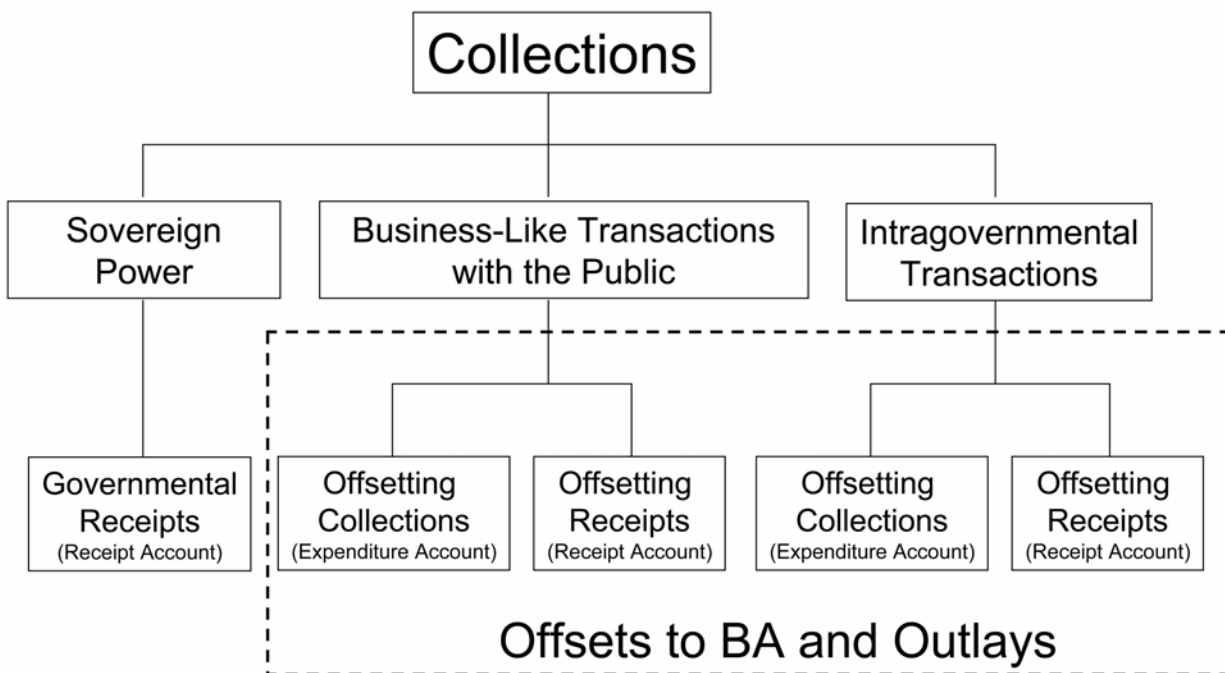 Collections
Sovereign
Power
Business-Like Transactions
with the Public
Intragovernmental
Transactions
Governmental
Receipts
(Receipt Account)
Offsetting
Collections
(Expenditure Account)
Offsetting
Receipts
(Receipt Account)
Offsetting
Collections
(Expenditure Account)
Offsetting
Receipts
(Receipt Account)
Offsets to BA and Outlays